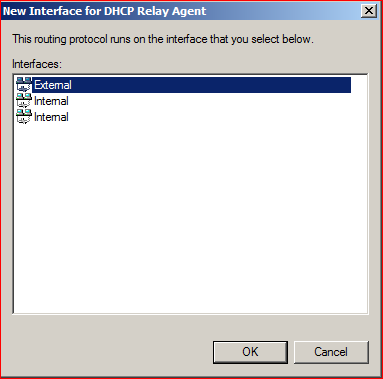 New Interface for DHCP Relay Agent
This routing protocol runs on the interface that you select below.
Interfaces:
External
Internal
Internal
OK
Cancel